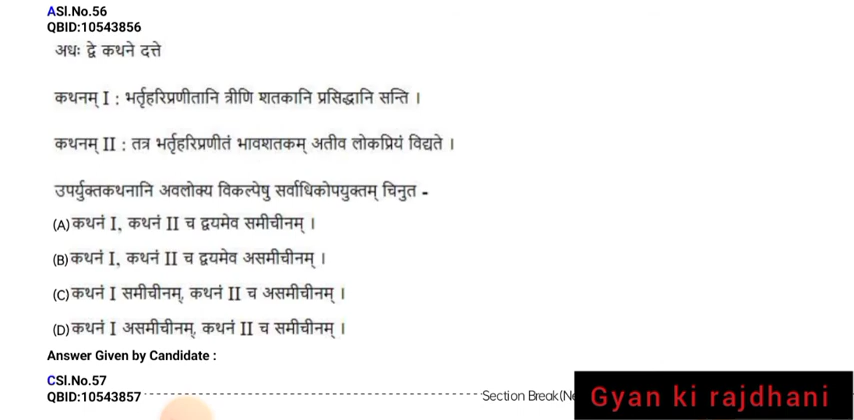 ASl.No.56
QBID:10543856
अधः द्वे कथने दत्ते
कथनम् I : भर्तृहरिप्रणीतानि त्रीणि शतकानि प्रसिद्धानि सन्ति ।
कथनम् II : तत्र भर्तृहरिप्रणीतं भावशतकम् अतीव लोकप्रियं विद्यते ।
उपर्युक्तकथनानि अवलोक्य विकल्पेषु सर्वाधिकोपयुक्तम् चिनुत -
(A) कथनं I, कथनं II च द्वयमेव समीचीनम् ।
(B) कथनं I, कथनं II च द्वयमेव असमीचीनम् ।
(C) कथनं I समीचीनम्, कथनं II च असमीचीनम् ।
(D) कथनं I असमीचीनम्, कथनं II च समीचीनम् ।
Answer Given by Candidate :
CSl.No.57
QBID:10543857 Section Break(Ne
Gyan ki rajdhani